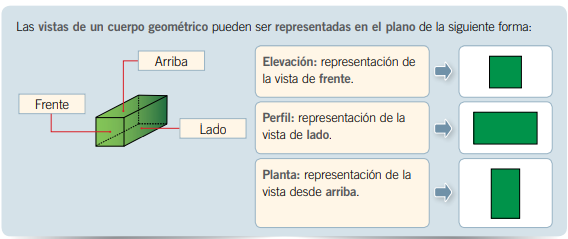 Las vistas de un cuerpo geométrico pueden ser representadas en el plano de la siguiente forma:
Arriba
Frente
Lado
Elevación: representación de
la vista de frente.
Perfil: representación de la
vista de lado.
Planta: representación de la
vista desde arriba.